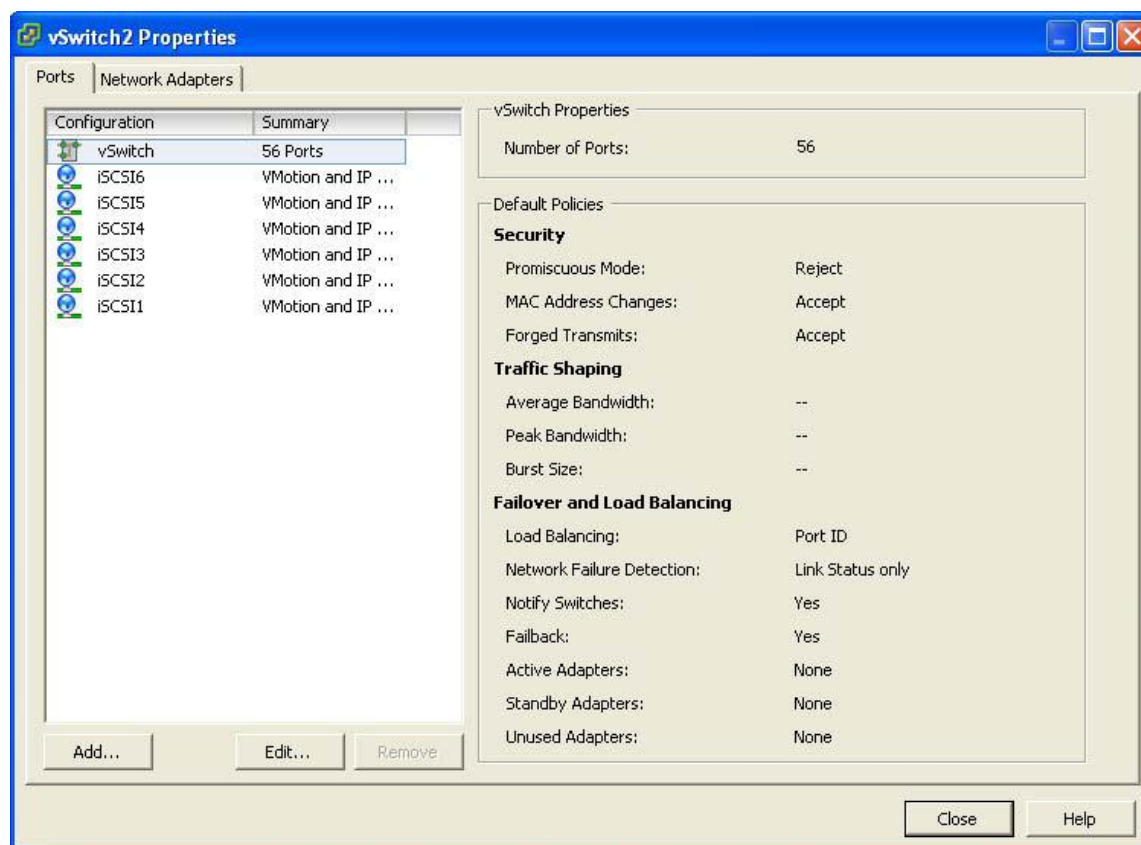 vSwitch2 Properties
Ports Network Adapters
Configuration Summary
vSwitch 56 Ports
iSCSI6 VMotion and IP ...
iSCSI5 VMotion and IP ...
iSCSI4 VMotion and IP ...
iSCSI3 VMotion and IP ...
iSCSI2 VMotion and IP ...
iSCSI1 VMotion and IP ...
Add... Edit... Remove
vSwitch Properties
Number of Ports: 56
Default Policies
Security
Promiscuous Mode: Reject
MAC Address Changes: Accept
Forged Transmits: Accept
Traffic Shaping
Average Bandwidth: --
Peak Bandwidth: --
Burst Size: --
Failover and Load Balancing
Load Balancing: Port ID
Network Failure Detection: Link Status only
Notify Switches: Yes
Failback: Yes
Active Adapters: None
Standby Adapters: None
Unused Adapters: None
Close Help